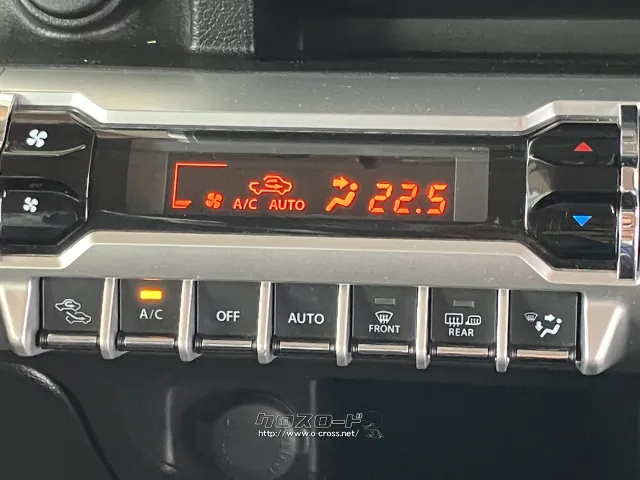 A/C AUTO 22.5
A/C OFF AUTO FRONT REAR
クロスロード
http://www.o-cross.net/